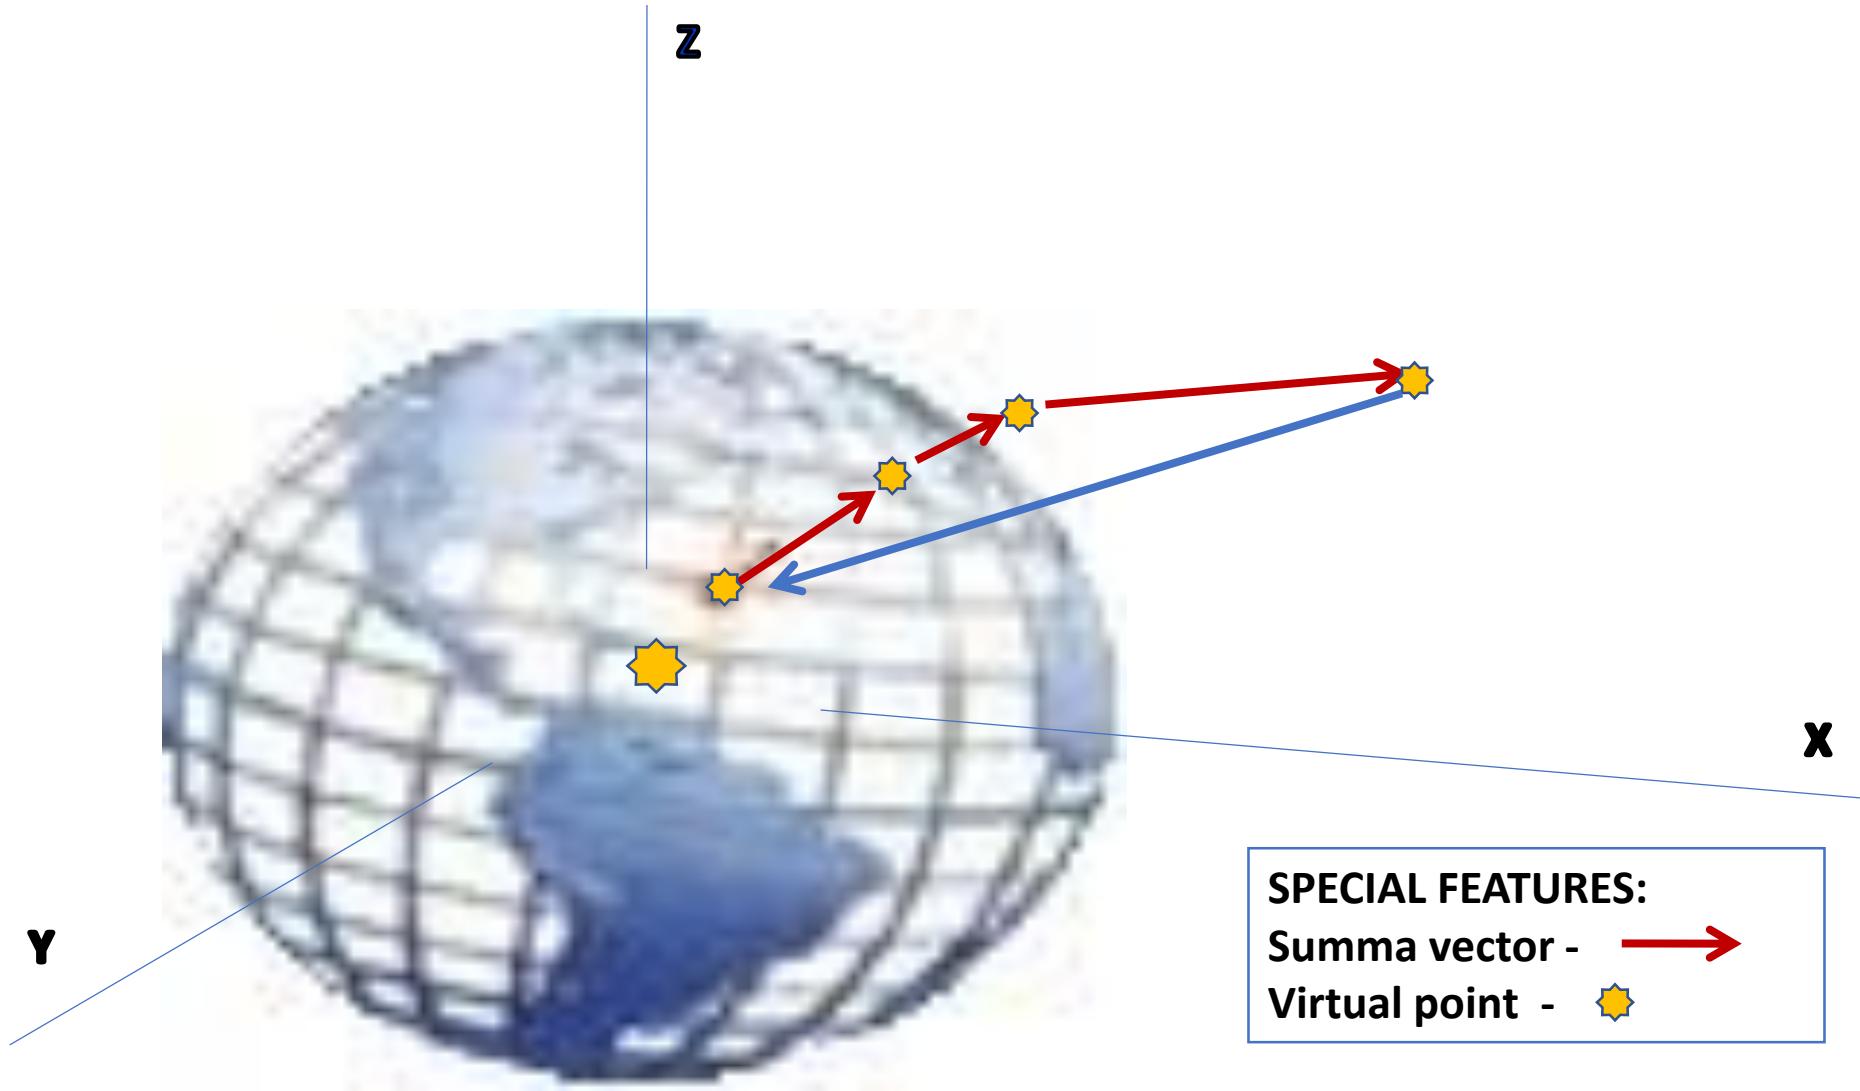 Z
X
Y
SPECIAL FEATURES:
Summa vector -
Virtual point -